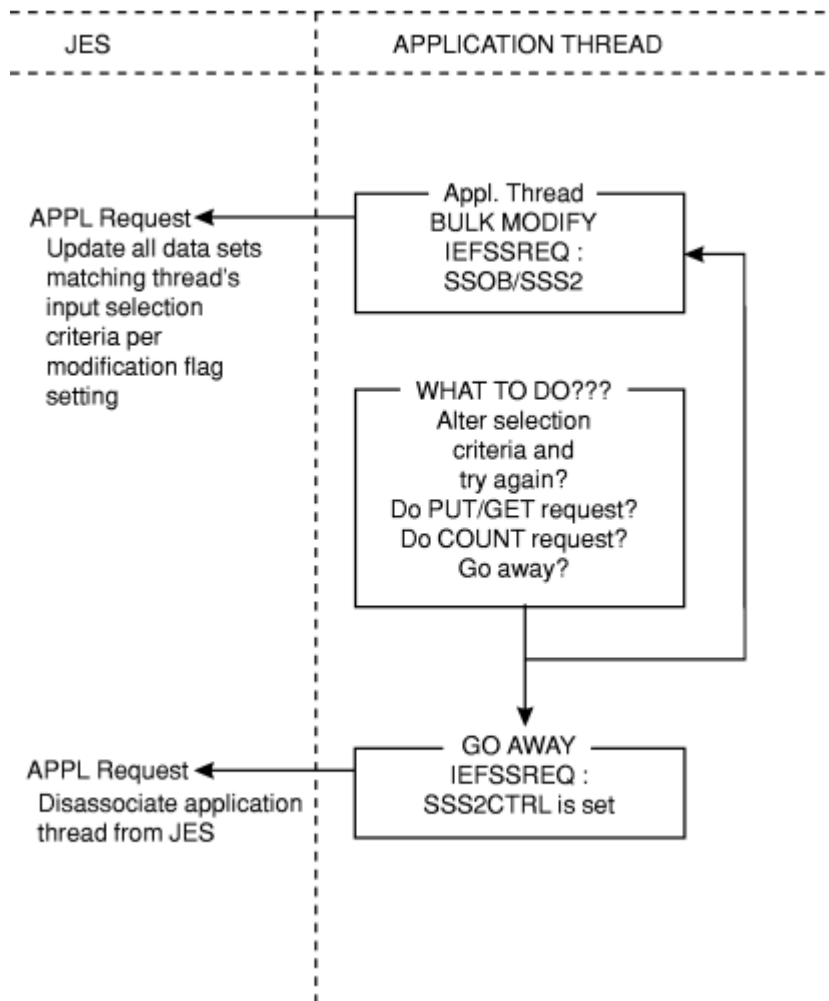 JES
APPLICATION THREAD
Appl. Thread
BULK MODIFY
IEFSSREQ :
SSOB/SSS2
APPL Request
Update all data sets
matching thread's
input selection
criteria per
modification flag
setting
WHAT TO DO???
Alter selection
criteria and
try again?
Do PUT/GET request?
Do COUNT request?
Go away?
GO AWAY
IEFSSREQ :
SSS2CTRL is set
APPL Request
Disassociate application
thread from JES